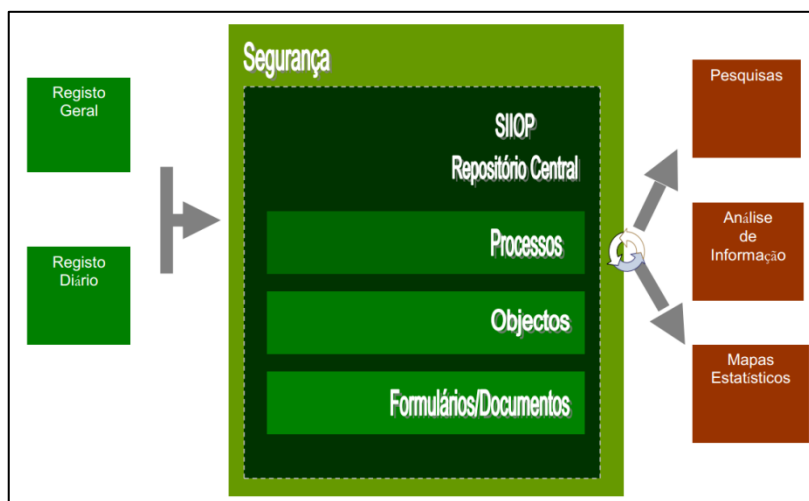 Registo
Geral
Registo
Diário
Segurança
SIIOP
Repositório Central
Processos
Objectos
Formulários/Documentos
Pesquisas
Análise
de
Informação
Mapas
Estatísticos